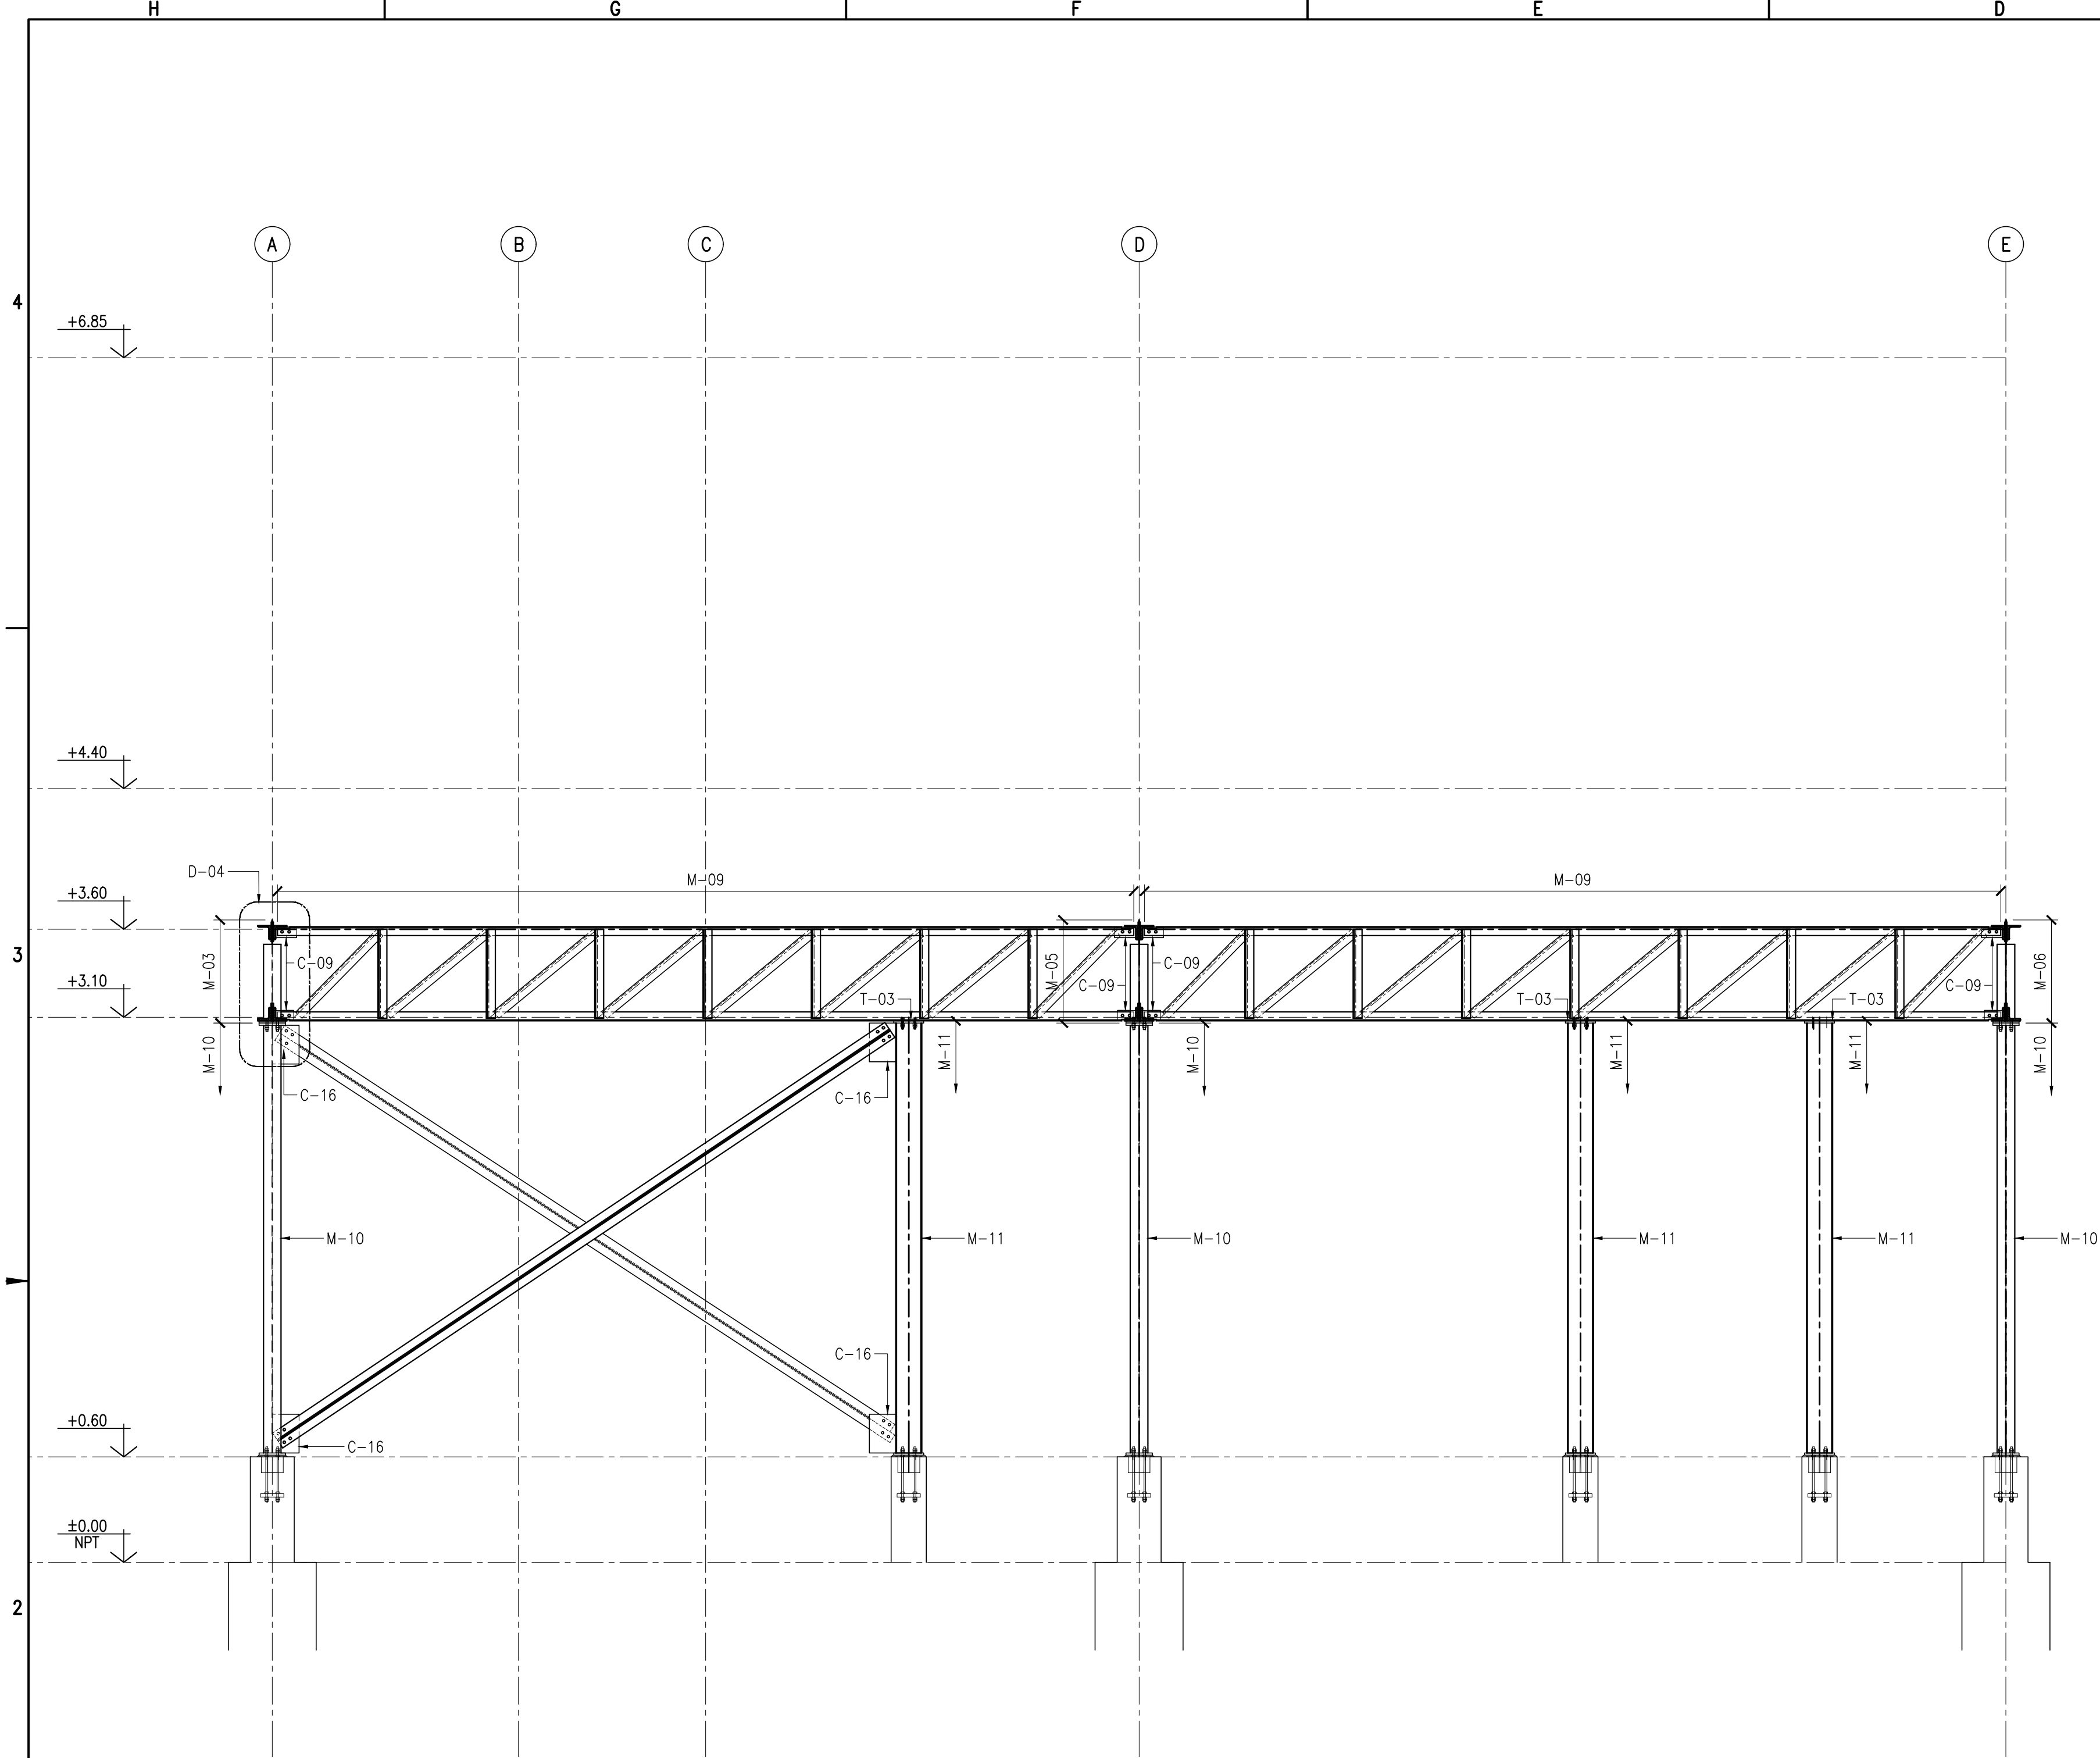 H G F E D
A B C D E
4
+6.85
+4.40
D-04
M-09 M-09
+3.60
3
M-03 C-09 M-05 C-09 C-09 C-09 M-06
+3.10
T-03 T-03 T-03
M-10 M-11 M-10 M-11 M-11 M-10
C-16 C-16
M-10 M-11 M-10 M-11 M-11 M-10
C-16
+0.60
C-16
±0.00
NPT
2